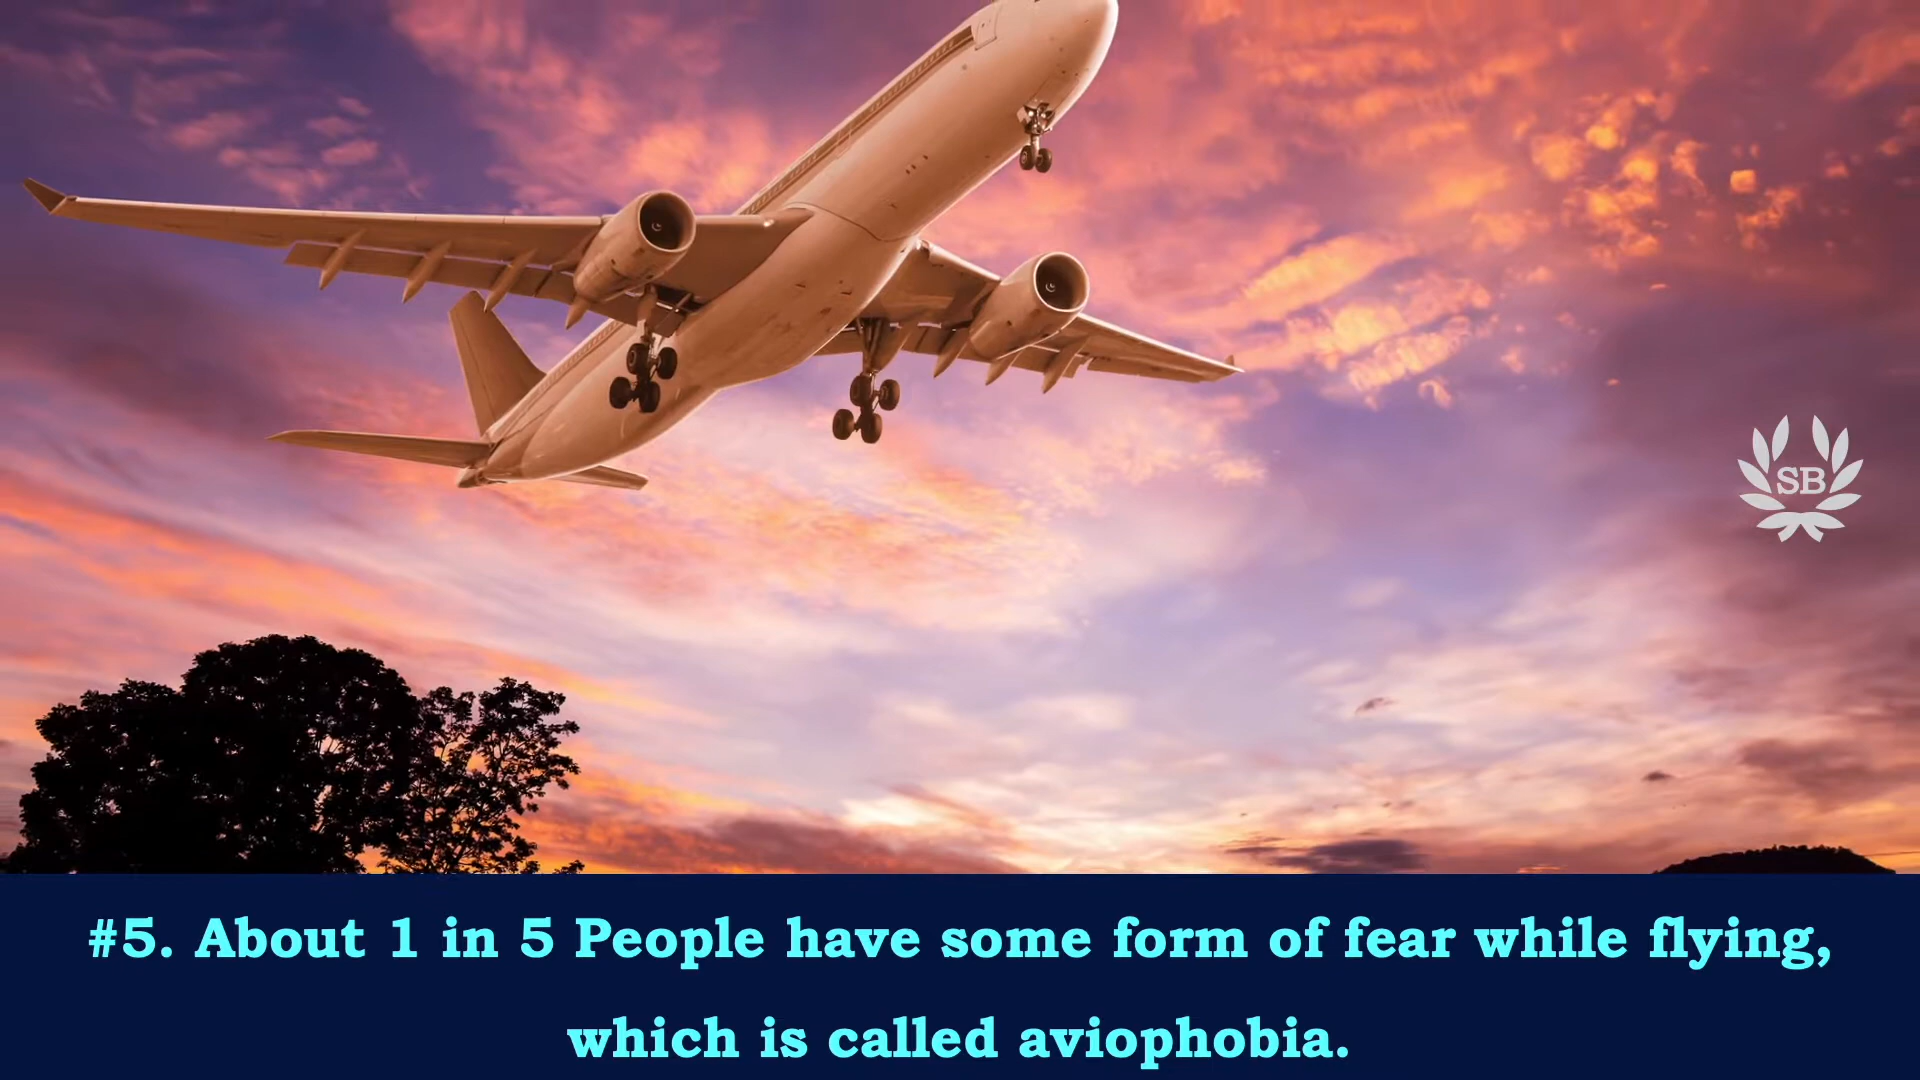 SB
#5. About 1 in 5 People have some form of fear while flying,
which is called aviophobia.